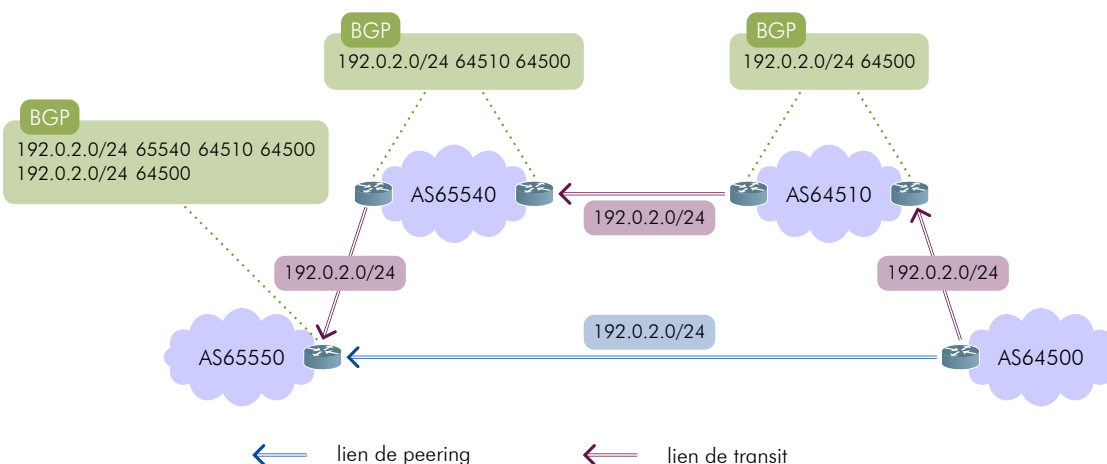 BGP
192.0.2.0/24 64510 64500
BGP
192.0.2.0/24 64500
BGP
192.0.2.0/24 65540 64510 64500
192.0.2.0/24 64500
AS65540
AS64510
192.0.2.0/24
192.0.2.0/24
192.0.2.0/24
192.0.2.0/24
AS65550
AS64500
lien de peering
lien de transit